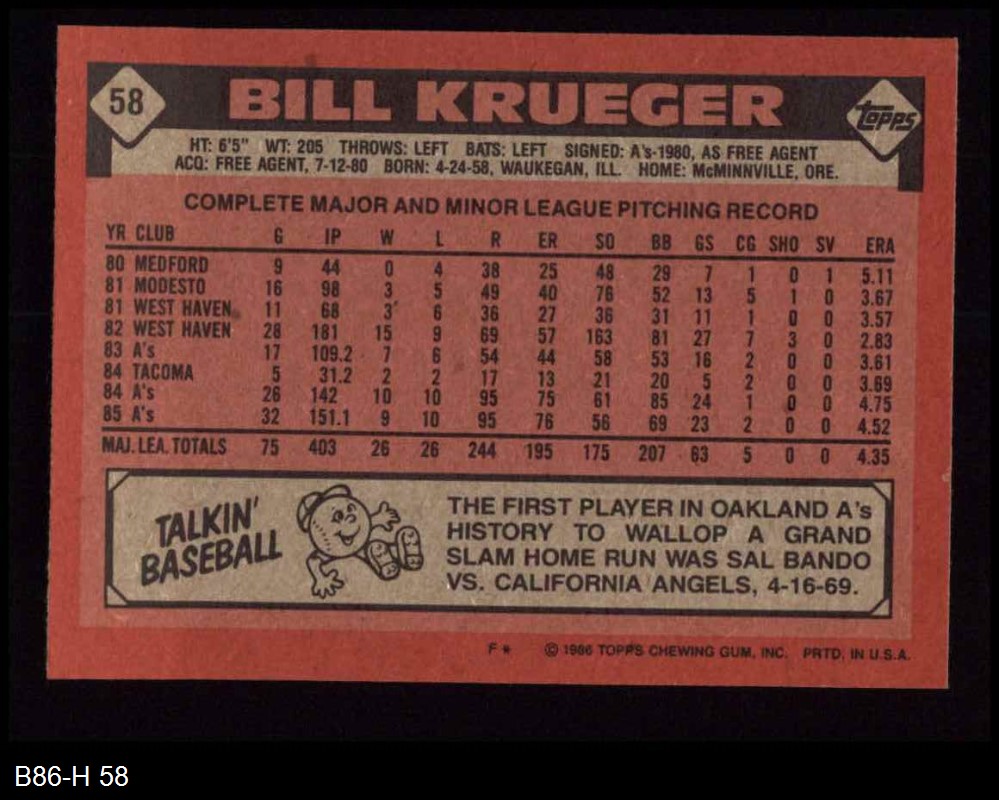 58 BILL KRUEGER topps
HT: 6'5" WT: 205 THROWS: LEFT BATS: LEFT SIGNED: A's-1980, AS FREE AGENT
ACQ: FREE AGENT, 7-12-80 BORN: 4-24-58, WAUKEGAN, ILL. HOME: McMINNVILLE, ORE.
COMPLETE MAJOR AND MINOR LEAGUE PITCHING RECORD
YR CLUB G IP W L R ER SO BB GS CG SHO SV ERA
80 MEDFORD 9 44 0 4 38 25 48 29 7 1 0 1 5.11
81 MODESTO 16 98 3 5 49 40 76 52 13 5 1 0 3.67
81 WEST HAVEN 11 68 3 6 36 27 36 31 11 1 0 0 3.57
82 WEST HAVEN 28 181 15 9 69 57 163 81 27 7 3 0 2.83
83 A's 17 109.2 7 6 54 44 58 53 16 2 0 0 3.61
84 TACOMA 5 31.2 2 2 17 13 21 20 5 2 0 0 3.69
84 A's 26 142 10 10 95 75 61 85 24 1 0 0 4.75
85 A's 32 151.1 9 10 95 76 56 69 23 2 0 0 4.52
MAJ. LEA. TOTALS 75 403 26 26 244 195 175 207 63 5 0 0 4.35
TALKIN'
BASEBALL
THE FIRST PLAYER IN OAKLAND A's
HISTORY TO WALLOP A GRAND
SLAM HOME RUN WAS SAL BANDO
VS. CALIFORNIA ANGELS, 4-16-69.
F* © 1986 TOPPS CHEWING GUM, INC. PRTD. IN U.S.A.
B86-H 58